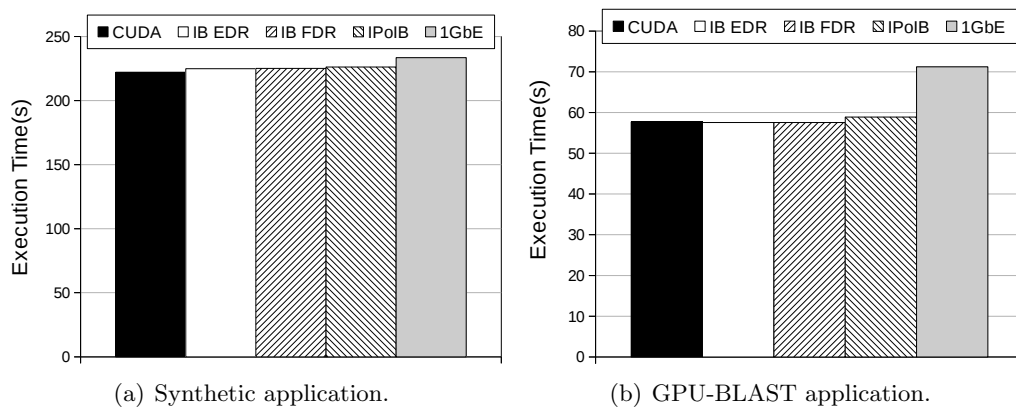 CUDA IB EDR IB FDR IPoIB 1GbE
250
200
150
100
50
0
Execution Time(s)
(a) Synthetic application.
CUDA IB EDR IB FDR IPoIB 1GbE
80
70
60
50
40
30
20
10
0
Execution Time(s)
(b) GPU-BLAST application.